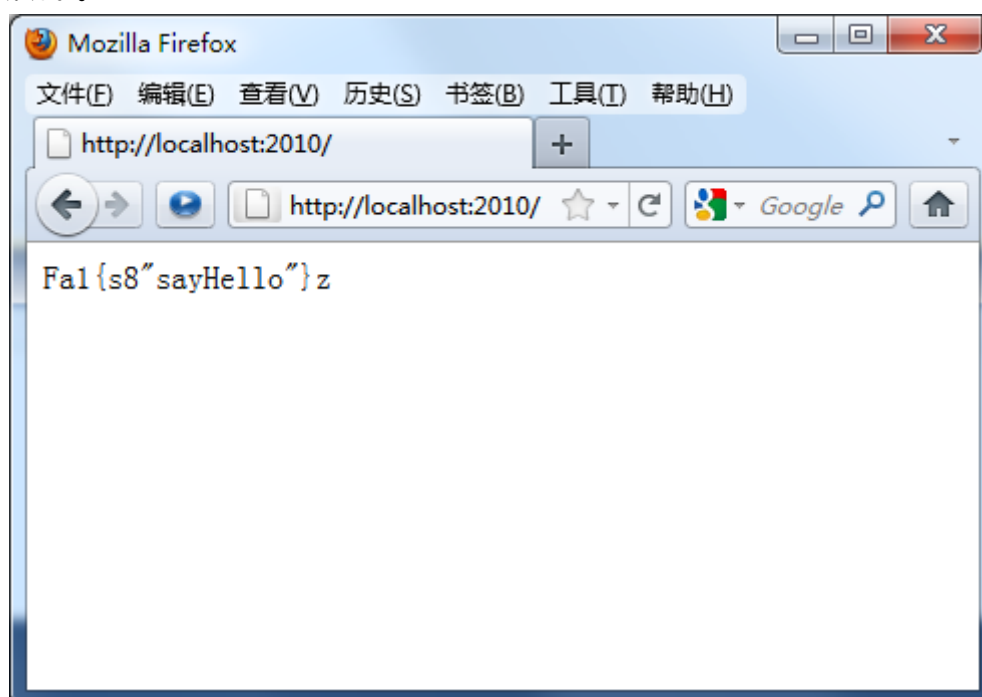 Mozilla Firefox
文件(F) 编辑(E) 查看(V) 历史(S) 书签(B) 工具(T) 帮助(H)
http://localhost:2010/
http://localhost:2010/ Google
Fa1{s8"sayHello"}z